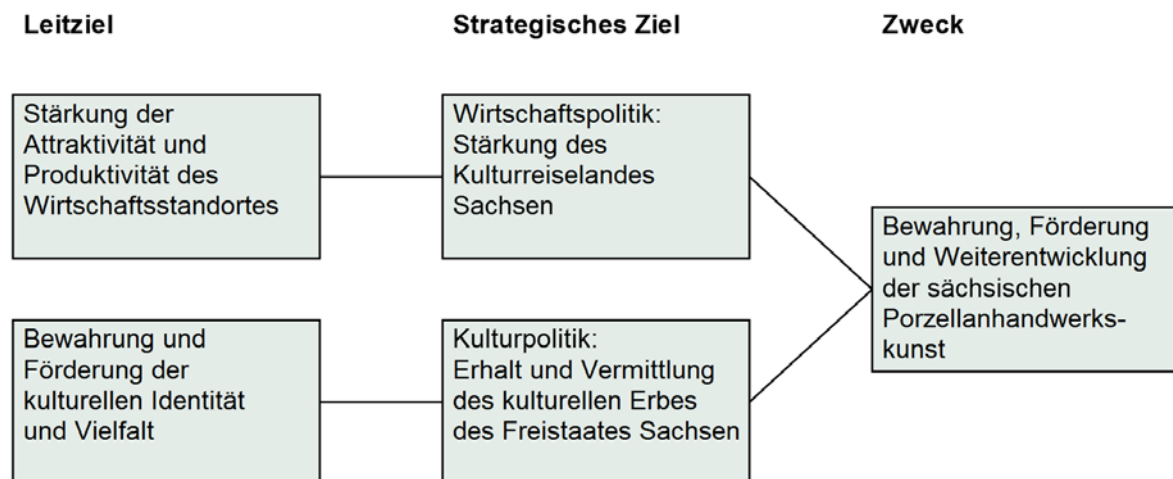 Leitziel
Strategisches Ziel
Zweck
Stärkung der
Attraktivität und
Produktivität des
Wirtschaftsstandortes
Wirtschaftspolitik:
Stärkung des
Kulturreiselandes
Sachsen
Bewahrung, Förderung
und Weiterentwicklung
der sächsischen
Porzellanhandwerks-
kunst
Bewahrung und
Förderung der
kulturellen Identität
und Vielfalt
Kulturpolitik:
Erhalt und Vermittlung
des kulturellen Erbes
des Freistaates Sachsen